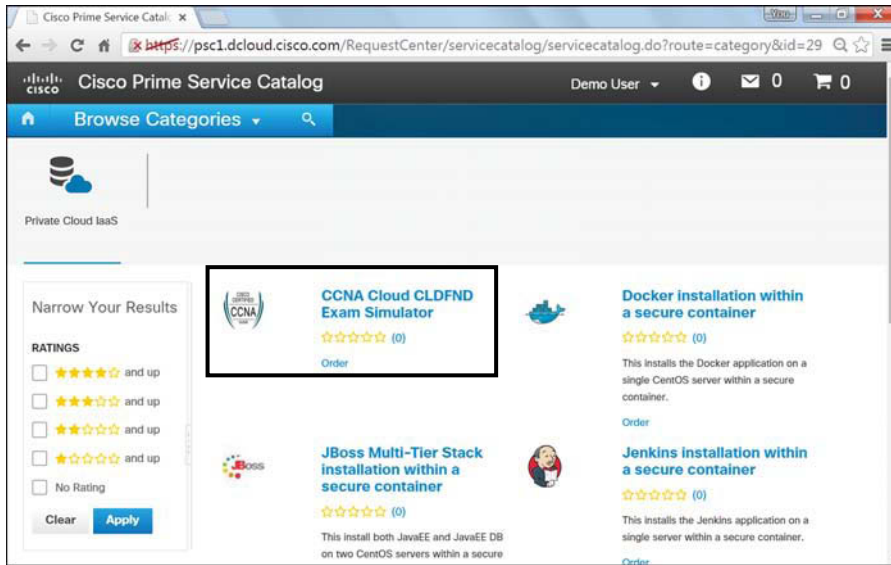 Cisco Prime Service Catalo
https://psc1.dcloud.cisco.com/RequestCenter/servicecatalog/servicecatalog.do?route=category&id=29
CISCO
Cisco Prime Service Catalog
Demo User
0
0
Browse Categories
Private Cloud IaaS
Narrow Your Results
RATINGS
and up
and up
and up
and up
No Rating
Clear
Apply
CCNA
CCNA Cloud CLDFND
Exam Simulator
(0)
Order
Docker installation within
a secure container
(0)
This installs the Docker application on a
single CentOS server within a secure
container.
Order
JBoss
JBoss Multi-Tier Stack
installation within a
secure container
(0)
This install both JavaEE and JavaEE DB
on two CentOS servers within a secure
Jenkins installation within
a secure container
(0)
This installs the Jenkins application on a
single server within a secure container.
Order